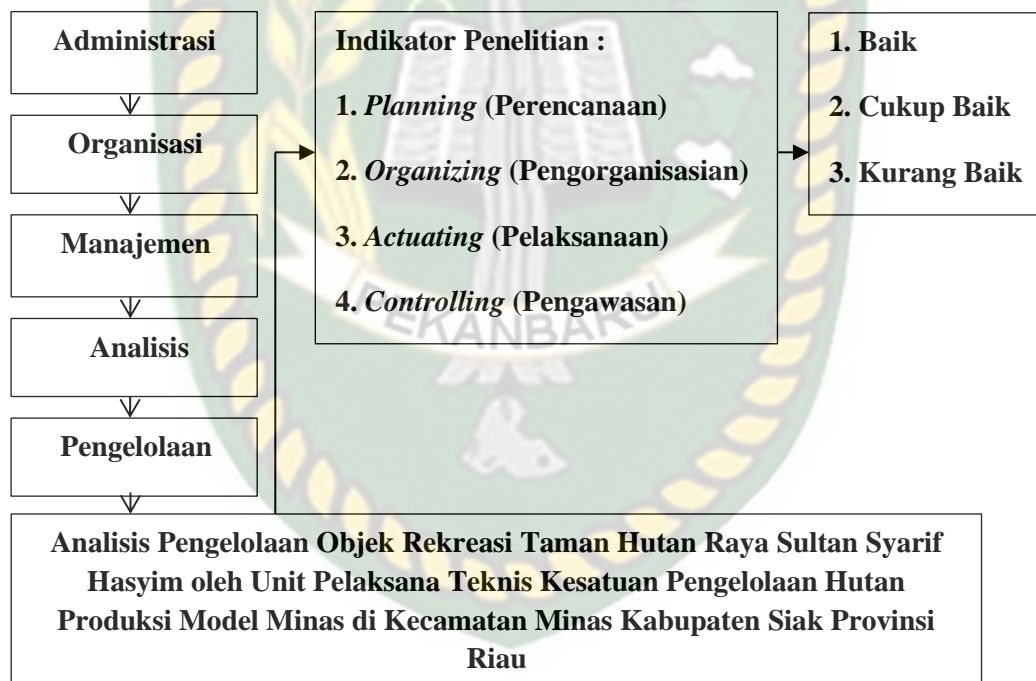 Administrasi
Organisasi
Manajemen
Analisis
Pengelolaan
Analisis Pengelolaan Objek Rekreasi Taman Hutan Raya Sultan Syarif
Hasyim oleh Unit Pelaksana Teknis Kesatuan Pengelolaan Hutan
Produksi Model Minas di Kecamatan Minas Kabupaten Siak Provinsi
Riau
Indikator Penelitian :
1. Planning (Perencanaan)
2. Organizing (Pengorganisasian)
3. Actuating (Pelaksanaan)
4. Controlling (Pengawasan)
1. Baik
2. Cukup Baik
3. Kurang Baik
PEKANBARU